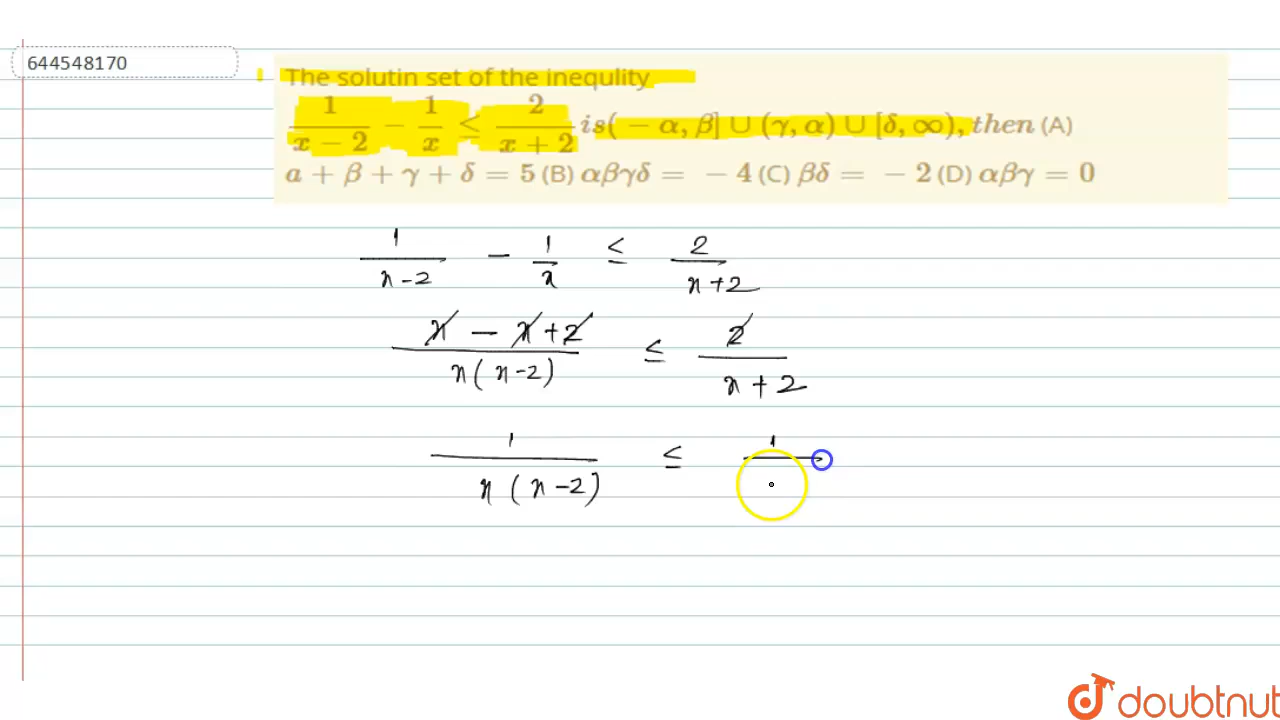 644548170
The solutin set of the inequlity
1/(x − 2) − 1/x ≤ 2/(x + 2) is( − α, β] ∪ (γ, α) ∪ [δ, ∞), then (A)
a + β + γ + δ = 5 (B) αβγδ = − 4 (C) βδ = − 2 (D) αβγ = 0
1/(x-2) - 1/x ≤ 2/(x+2)
(x - x+2)/(x(x-2)) ≤ 2/(x+2)
1/(x(x-2)) ≤ 1
doubtnut